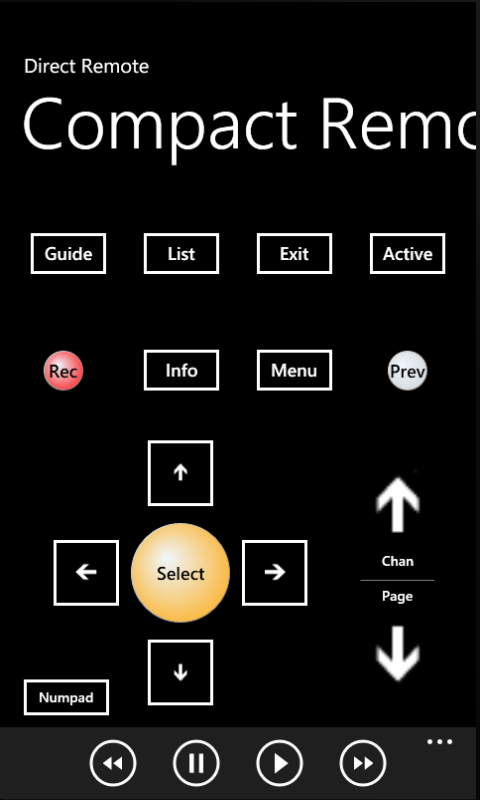 Direct Remote
Compact Remo
Guide List Exit Active
Rec Info Menu Prev
Chan
Select
Page
Numpad